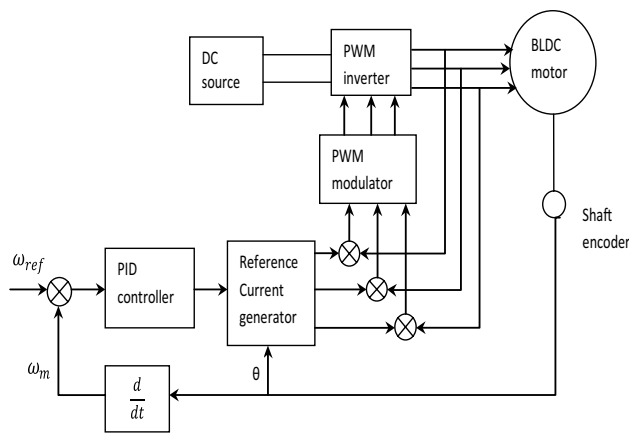 DC
source
PWM
inverter
BLDC
motor
PWM
modulator
Shaft
encoder
ω_ref
PID
controller
Reference
Current
generator
ω_m
θ
d
dt